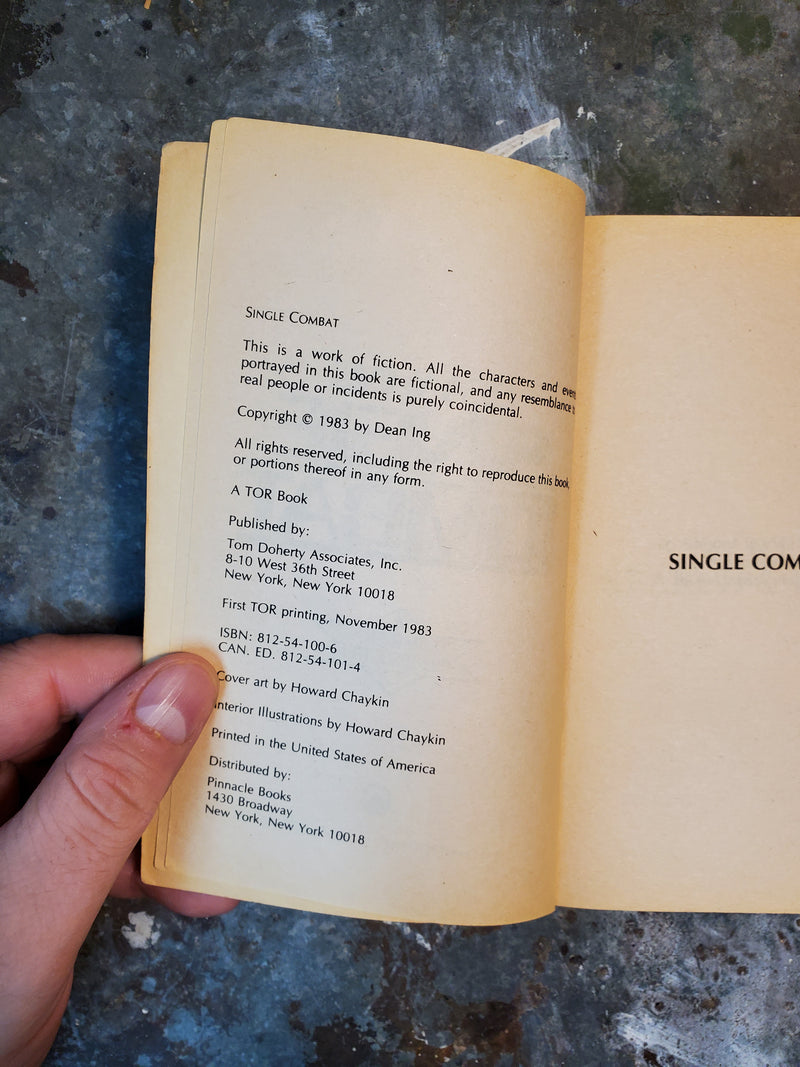 SINGLE COMBAT
This is a work of fiction. All the characters and
portrayed in this book are fictional, and any resemblance
real people or incidents is purely coincidental.
Copyright © 1983 by Dean Ing
All rights reserved, including the right to reproduce this book,
or portions thereof in any form.
A TOR Book
Published by:
Tom Doherty Associates, Inc.
8-10 West 36th Street
New York, New York 10018
First TOR printing, November 1983
ISBN: 812-54-100-6
CAN. ED. 812-54-101-4
Cover art by Howard Chaykin
Interior Illustrations by Howard Chaykin
Printed in the United States of America
Distributed by:
Pinnacle Books
1430 Broadway
New York, New York 10018
SINGLE COM